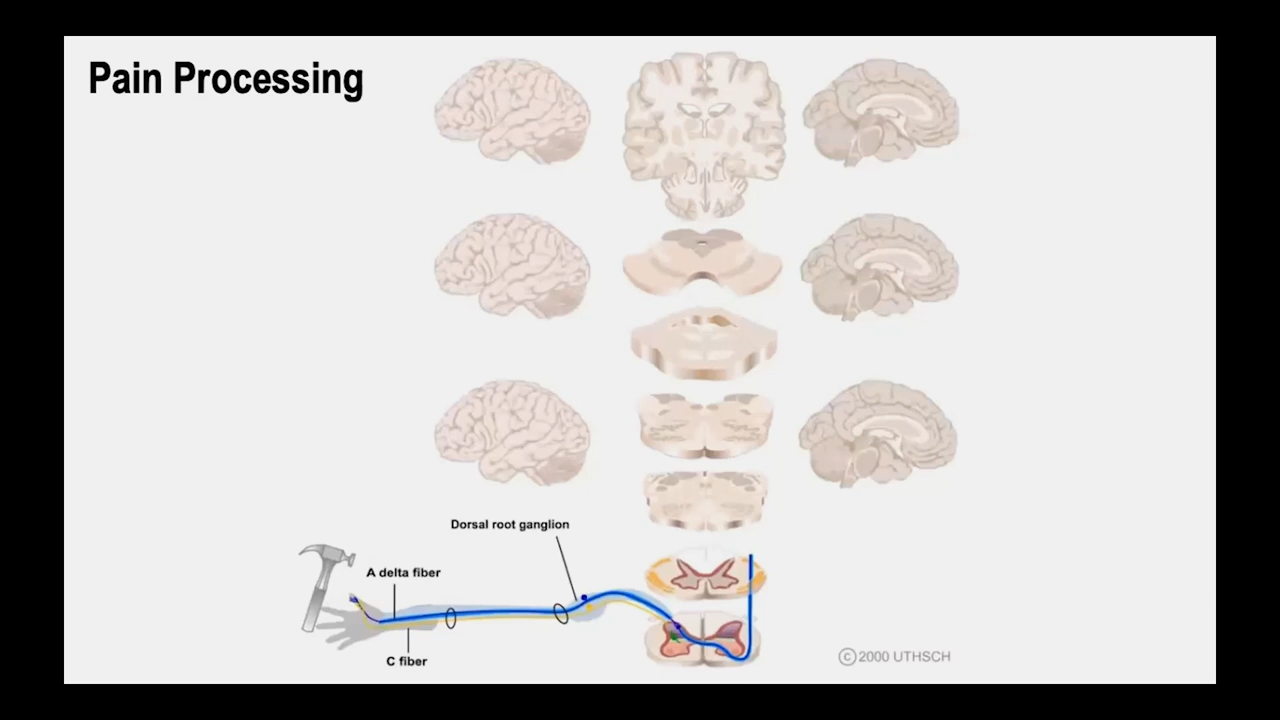 Pain Processing
Dorsal root ganglion
A delta fiber
C fiber
©2000 UTHSCH